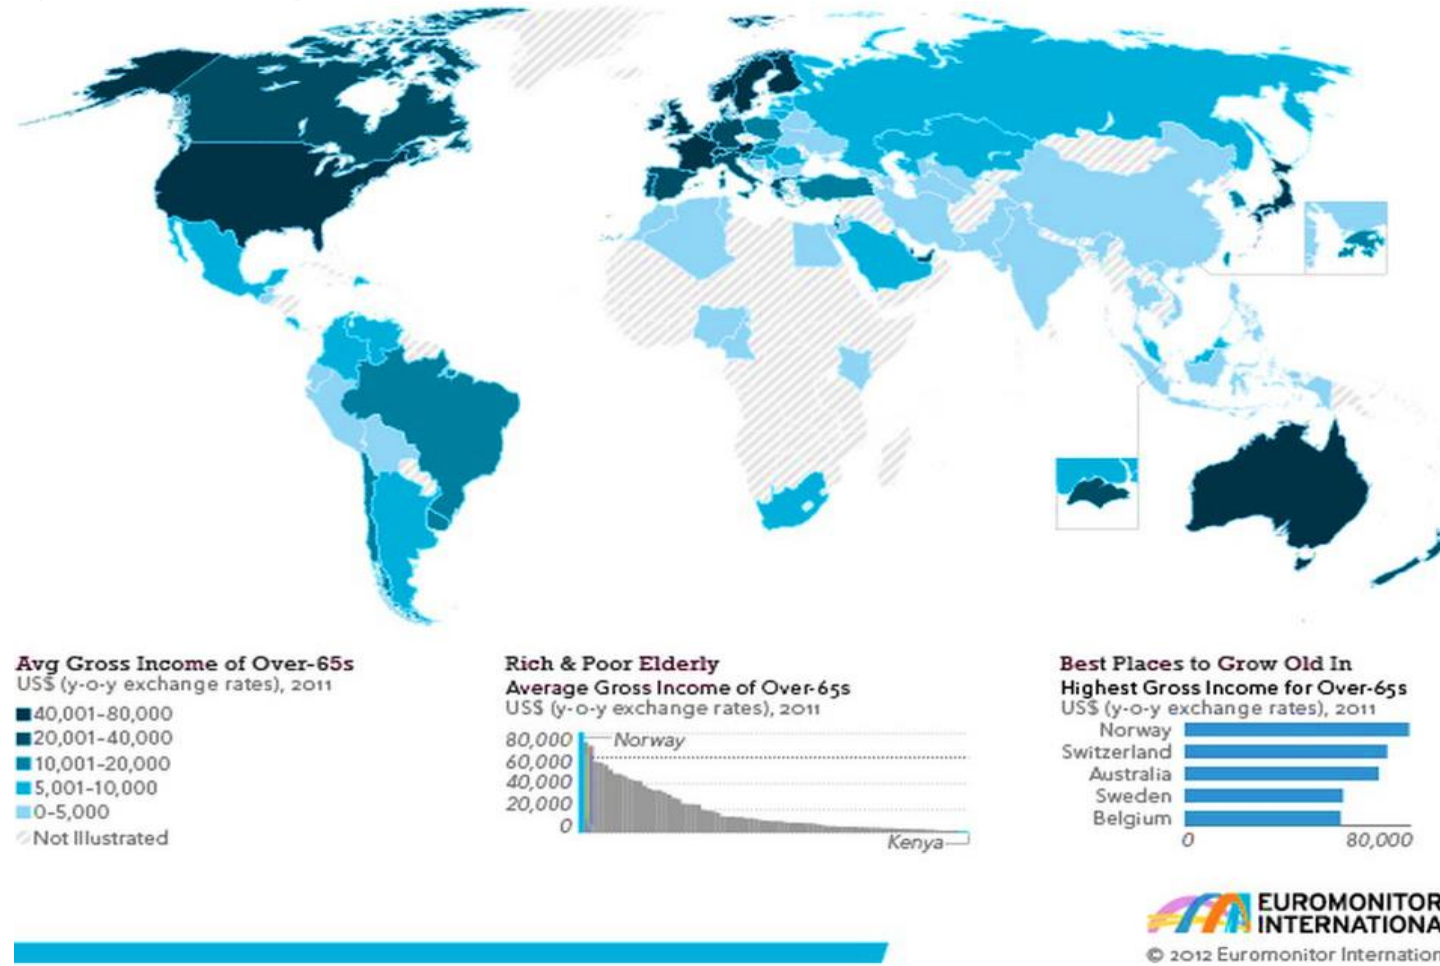 Avg Gross Income of Over-65s
US$ (y-o-y exchange rates), 2011
40,001-80,000
20,001-40,000
10,001-20,000
5,001-10,000
0-5,000
Not Illustrated
Rich & Poor Elderly
Average Gross Income of Over-65s
US$ (y-o-y exchange rates), 2011
80,000
Norway
60,000
40,000
20,000
0
Kenya
Best Places to Grow Old In
Highest Gross Income for Over-65s
US$ (y-o-y exchange rates), 2011
Norway
Switzerland
Australia
Sweden
Belgium
0 80,000
EUROMONITOR
INTERNATIONA
© 2012 Euromonitor Internation